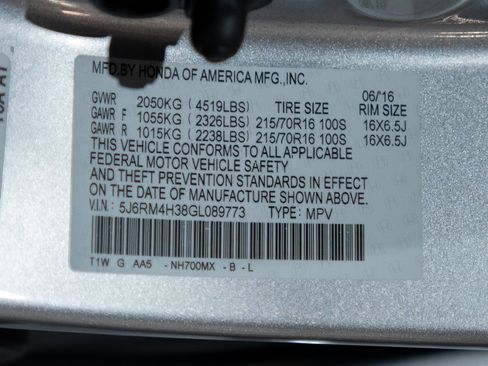 MFD.BY HONDA OF AMERICA MFG.,INC.
06/16
GVWR 2050KG ( 4519LBS ) TIRE SIZE RIM SIZE
GAWR F 1055KG ( 2326LBS ) 215/70R16 100S 16X6.5J
GAWR R 1015KG ( 2238LBS ) 215/70R16 100S 16X6.5J
THIS VEHICLE CONFORMS TO ALL APPLICABLE
FEDERAL MOTOR VEHICLE SAFETY
AND THEFT PREVENTION STANDARDS IN EFFECT
ON THE DATE OF MANUFACTURE SHOWN ABOVE.
V.I.N.: 5J6RM4H38GL089773 TYPE: MPV
T1W G AA5 -NH700MX -B -L